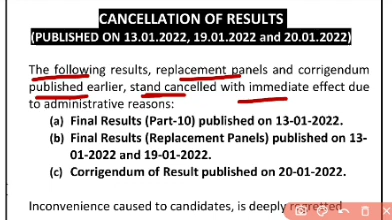 CANCELLATION OF RESULTS
(PUBLISHED ON 13.01.2022, 19.01.2022 and 20.01.2022)
The following results, replacement panels and corrigendum
published earlier, stand cancelled with immediate effect due
to administrative reasons:
(a) Final Results (Part-10) published on 13-01-2022.
(b) Final Results (Replacement Panels) published on 13-
01-2022 and 19-01-2022.
(c) Corrigendum of Result published on 20-01-2022.
Inconvenience caused to candidates, is deeply regretted